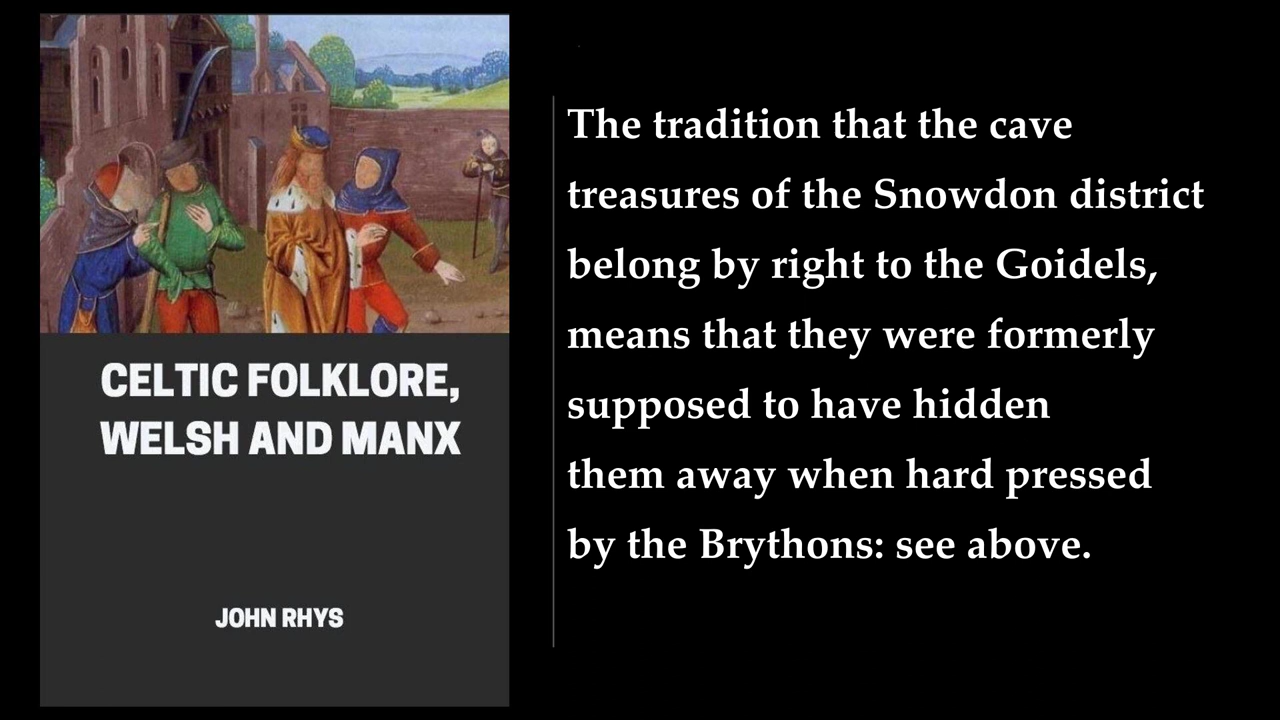 CELTIC FOLKLORE,
WELSH AND MANX
JOHN RHYS
The tradition that the cave
treasures of the Snowdon district
belong by right to the Goidels,
means that they were formerly
supposed to have hidden
them away when hard pressed
by the Brythons: see above.